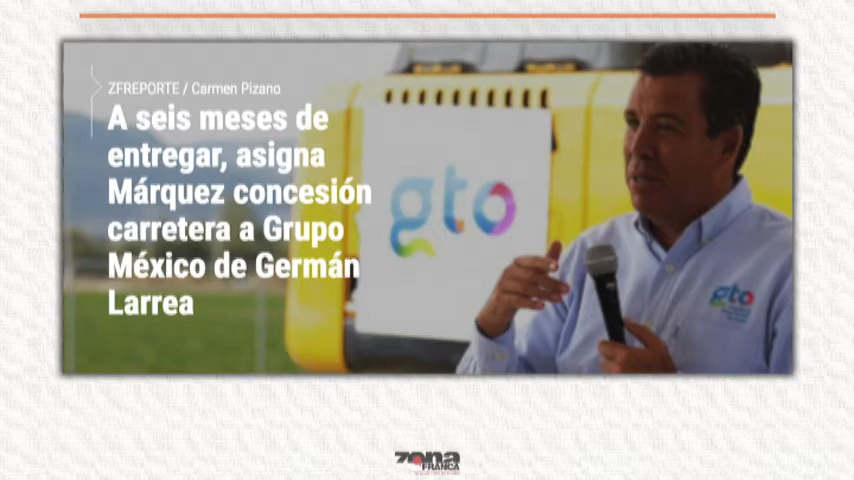 ZFREPORTE / Carmen Pizano
A seis meses de
entregar, asigna
Márquez concesión
carretera a Grupo
México de Germán
Larrea
gto
gto
zona
FRANCA